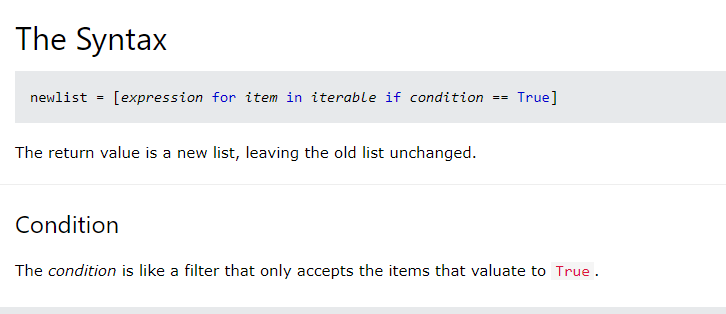 The Syntax
newlist = [expression for item in iterable if condition == True]
The return value is a new list, leaving the old list unchanged.
Condition
The condition is like a filter that only accepts the items that valuate to True .